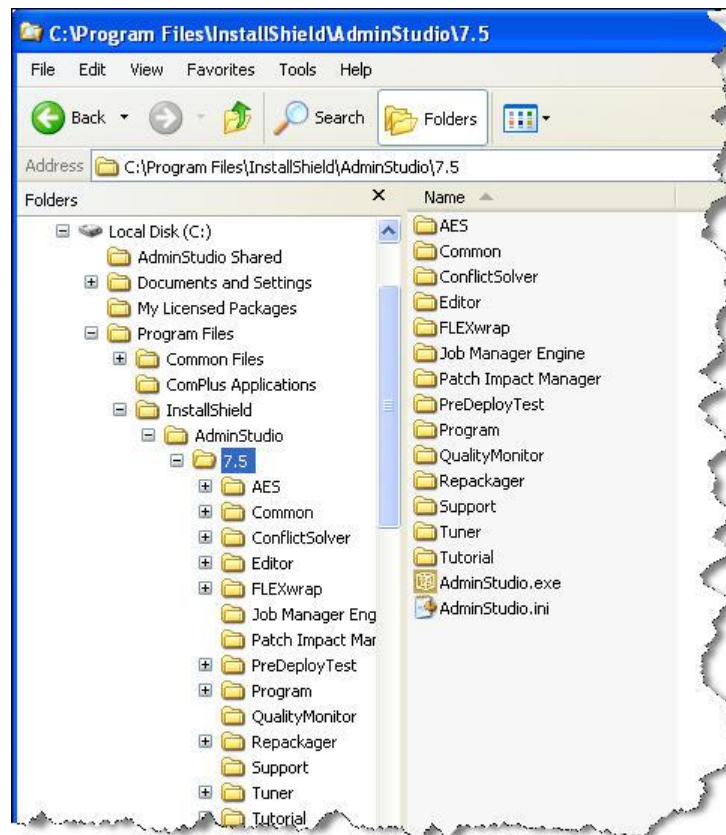 C:\Program Files\InstallShield\AdminStudio\7.5
File Edit View Favorites Tools Help
Back Search Folders
Address C:\Program Files\InstallShield\AdminStudio\7.5
Folders
Local Disk (C:)
AdminStudio Shared
Documents and Settings
My Licensed Packages
Program Files
Common Files
ComPlus Applications
InstallShield
AdminStudio
7.5
AES
Common
ConflictSolver
Editor
FLEXwrap
Job Manager Eng
Patch Impact Mar
PreDeployTest
Program
QualityMonitor
Repackager
Support
Tuner
Tutorial
Name
AES
Common
ConflictSolver
Editor
FLEXwrap
Job Manager Engine
Patch Impact Manager
PreDeployTest
Program
QualityMonitor
Repackager
Support
Tuner
Tutorial
AdminStudio.exe
AdminStudio.ini